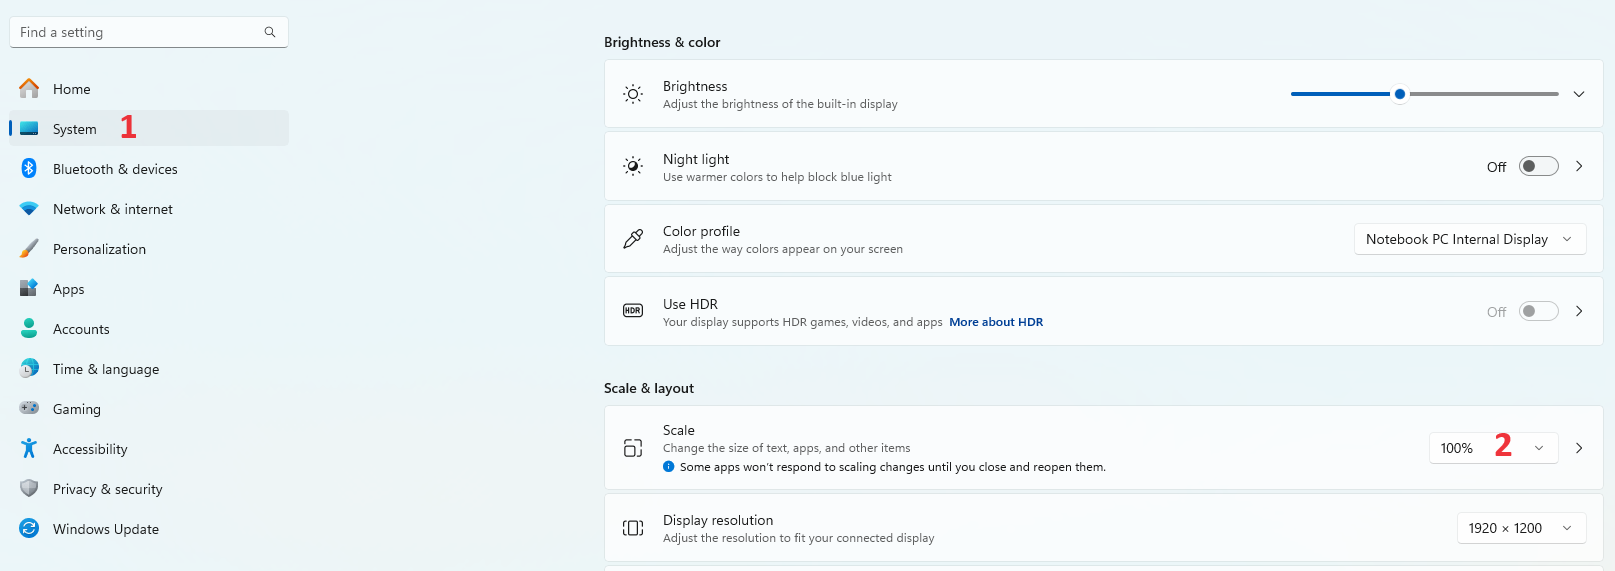 Find a setting
Home
System 1
Bluetooth & devices
Network & internet
Personalization
Apps
Accounts
Time & language
Gaming
Accessibility
Privacy & security
Windows Update
Brightness & color
Brightness
Adjust the brightness of the built-in display
Night light
Use warmer colors to help block blue light
Off
Color profile
Adjust the way colors appear on your screen
Notebook PC Internal Display
HDR
Use HDR
Your display supports HDR games, videos, and apps More about HDR
Off
Scale & layout
Scale
Change the size of text, apps, and other items
Some apps won't respond to scaling changes until you close and reopen them.
100% 2
Display resolution
Adjust the resolution to fit your connected display
1920 × 1200